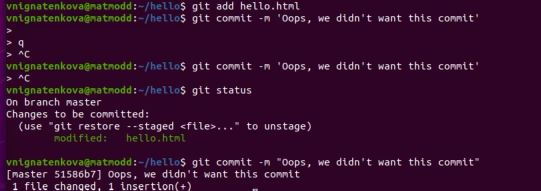 vnignatenkova@matmodd:~/hello$ git add hello.html
vnignatenkova@matmodd:~/hello$ git commit -m 'Oops, we didn't want this commit'
>
> q
> ^C
vnignatenkova@matmodd:~/hello$ git commit -m 'Oops, we didn't want this commit'
> ^C
vnignatenkova@matmodd:~/hello$ git status
On branch master
Changes to be committed:
  (use "git restore --staged <file>..." to unstage)
        modified:   hello.html

vnignatenkova@matmodd:~/hello$ git commit -m "Oops, we didn't want this commit"
[master 51586b7] Oops, we didn't want this commit
 1 file changed, 1 insertion(+)